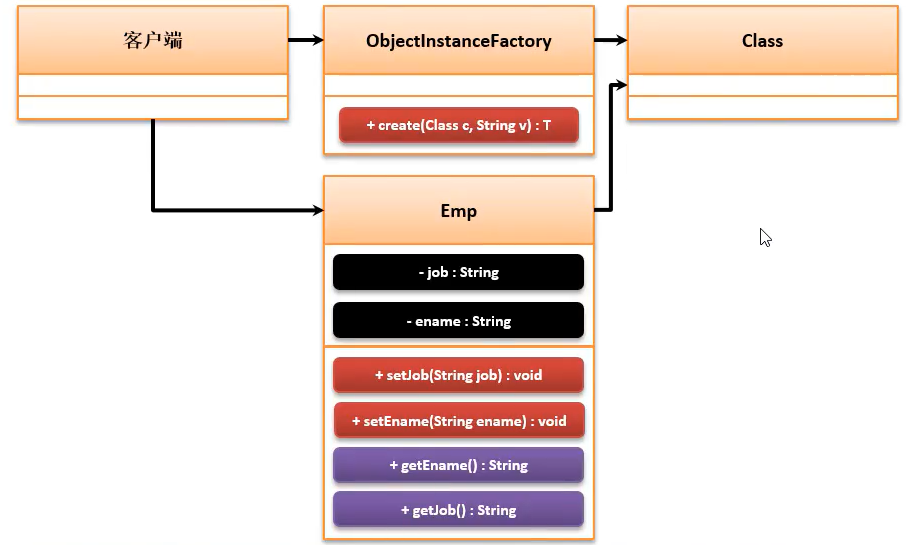 客户端
ObjectInstanceFactory
Class
+ create(Class c, String v) : T
Emp
- job : String
- ename : String
+ setJob(String job) : void
+ setEname(String ename) : void
+ getEname() : String
+ getJob() : String